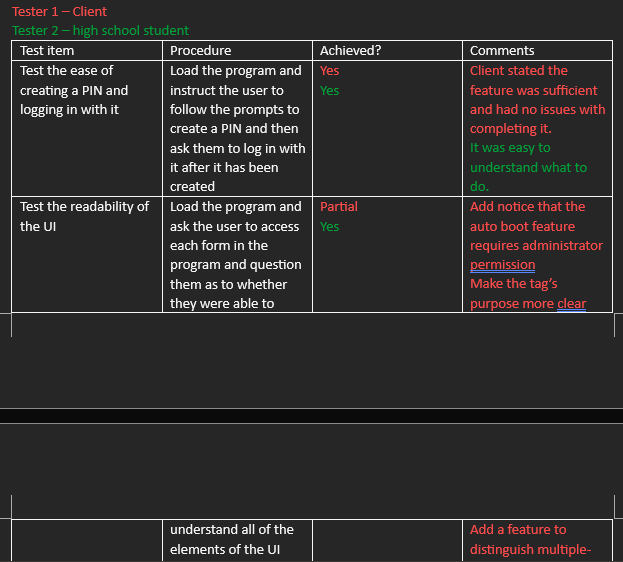 Tester 1 – Client
Tester 2 – high school student
Test item
Procedure
Achieved?
Comments
Test the ease of
creating a PIN and
logging in with it
Load the program and
instruct the user to
follow the prompts to
create a PIN and then
ask them to log in with
it after it has been
created
Yes
Yes
Client stated the
feature was sufficient
and had no issues with
completing it.
It was easy to
understand what to
do.
Test the readability of
the UI
Load the program and
ask the user to access
each form in the
program and question
them as to whether
they were able to
Partial
Yes
Add notice that the
auto boot feature
requires administrator
permission
Make the tag's
purpose more clear
understand all of the
elements of the UI
Add a feature to
distinguish multiple-